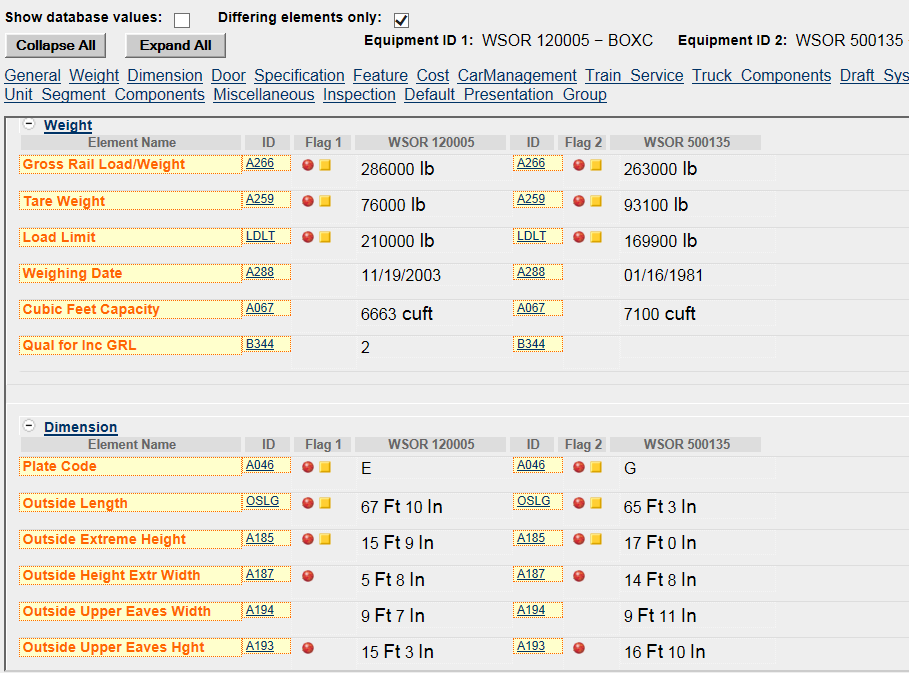 Show database values: Differing elements only:
Collapse All Expand All Equipment ID 1: WSOR 120005 – BOXC Equipment ID 2: WSOR 500135
General Weight Dimension Door Specification Feature Cost CarManagement Train Service Truck Components Draft Sys
Unit Segment Components Miscellaneous Inspection Default Presentation Group
Weight
Element Name ID Flag 1 WSOR 120005 ID Flag 2 WSOR 500135
Gross Rail Load/Weight A266 286000 lb A266 263000 lb
Tare Weight A259 76000 lb A259 93100 lb
Load Limit LDLT 210000 lb LDLT 169900 lb
Weighing Date A288 11/19/2003 A288 01/16/1981
Cubic Feet Capacity A067 6663 cuft A067 7100 cuft
Qual for Inc GRL B344 2 B344
Dimension
Element Name ID Flag 1 WSOR 120005 ID Flag 2 WSOR 500135
Plate Code A046 E A046 G
Outside Length OSLG 67 Ft 10 In OSLG 65 Ft 3 In
Outside Extreme Height A185 15 Ft 9 In A185 17 Ft 0 In
Outside Height Extr Width A187 5 Ft 8 In A187 14 Ft 8 In
Outside Upper Eaves Width A194 9 Ft 7 In A194 9 Ft 11 In
Outside Upper Eaves Hght A193 15 Ft 3 In A193 16 Ft 10 In